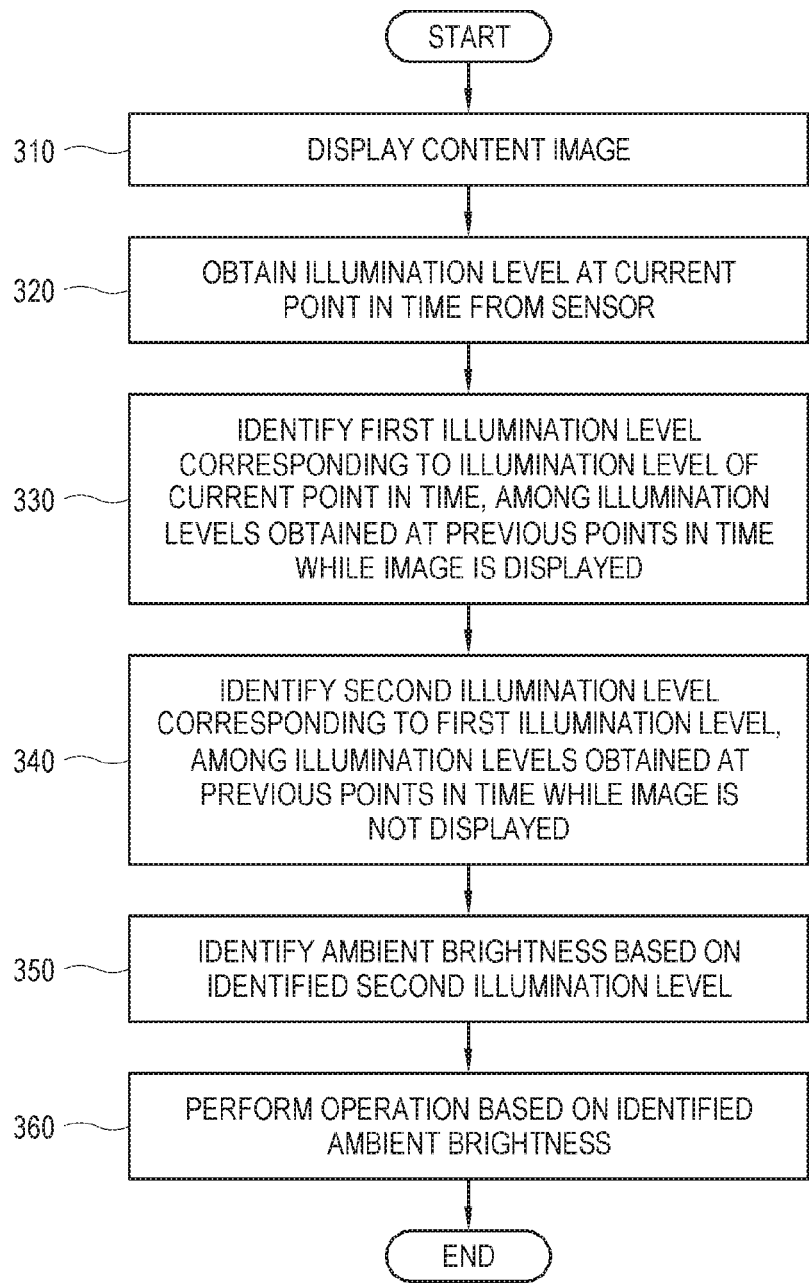 START
310
DISPLAY CONTENT IMAGE
320
OBTAIN ILLUMINATION LEVEL AT CURRENT
POINT IN TIME FROM SENSOR
330
IDENTIFY FIRST ILLUMINATION LEVEL
CORRESPONDING TO ILLUMINATION LEVEL OF
CURRENT POINT IN TIME, AMONG ILLUMINATION
LEVELS OBTAINED AT PREVIOUS POINTS IN TIME
WHILE IMAGE IS DISPLAYED
340
IDENTIFY SECOND ILLUMINATION LEVEL
CORRESPONDING TO FIRST ILLUMINATION LEVEL,
AMONG ILLUMINATION LEVELS OBTAINED AT
PREVIOUS POINTS IN TIME WHILE IMAGE IS
NOT DISPLAYED
350
IDENTIFY AMBIENT BRIGHTNESS BASED ON
IDENTIFIED SECOND ILLUMINATION LEVEL
360
PERFORM OPERATION BASED ON IDENTIFIED
AMBIENT BRIGHTNESS
END